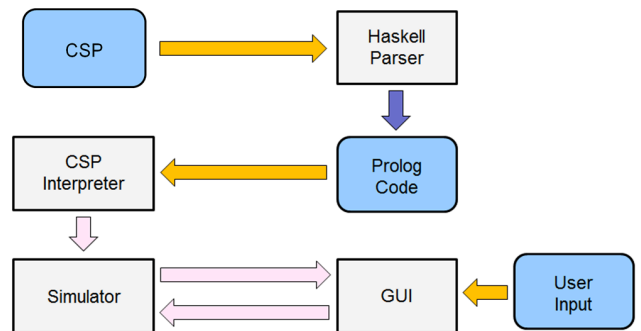 CSP
Haskell
Parser
CSP
Interpreter
Prolog
Code
Simulator
GUI
User
Input